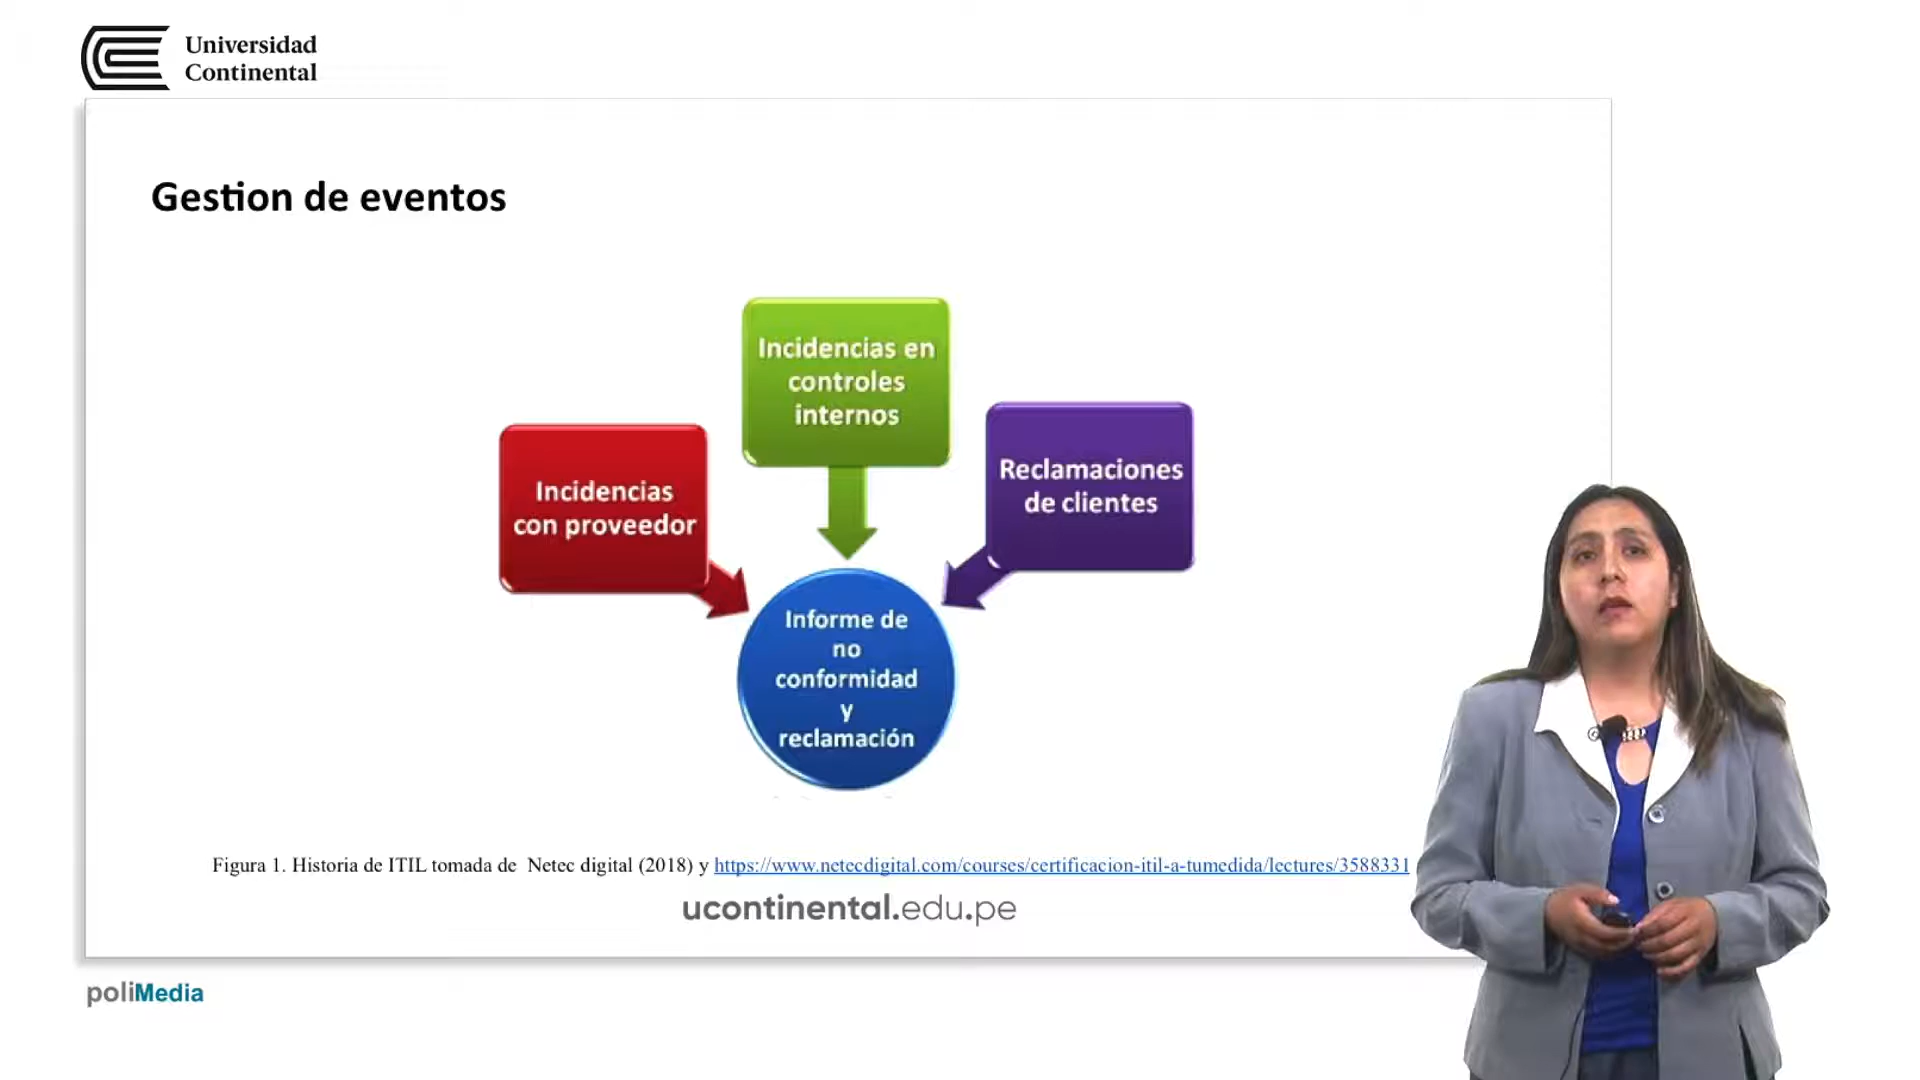 Universidad
Continental
Gestion de eventos
Incidencias en
controles
internos
Incidencias
con proveedor
Reclamaciones
de clientes
Informe de
no
conformidad
y
reclamación
Figura 1. Historia de ITIL tomada de  Netec digital (2018) y https://www.netecdigital.com/courses/certificacion-itil-a-tumedida/lectures/3588331
ucontinental.edu.pe
poliMedia